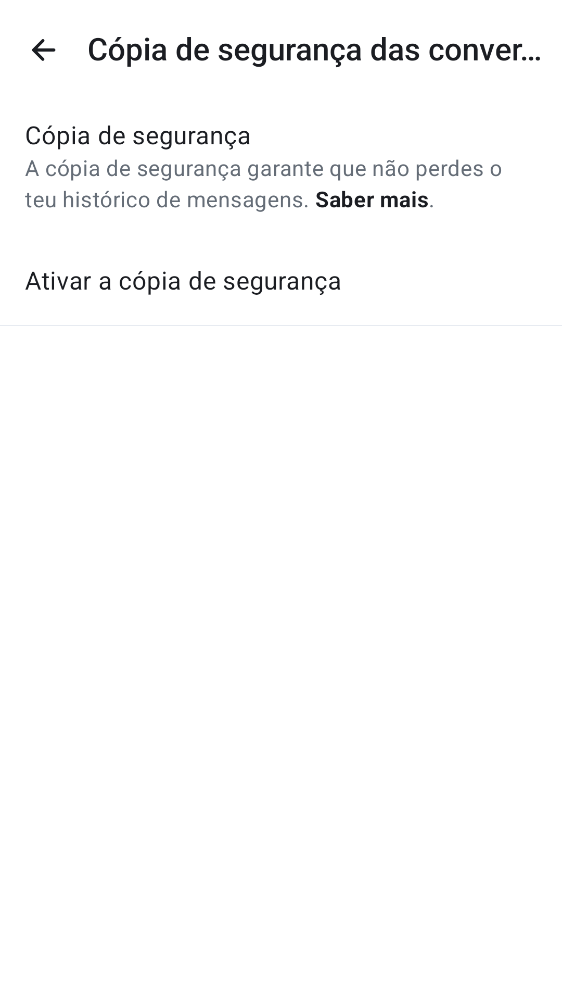 Cópia de segurança das conver...
Cópia de segurança
A cópia de segurança garante que não perdes o
teu histórico de mensagens. Saber mais.
Ativar a cópia de segurança